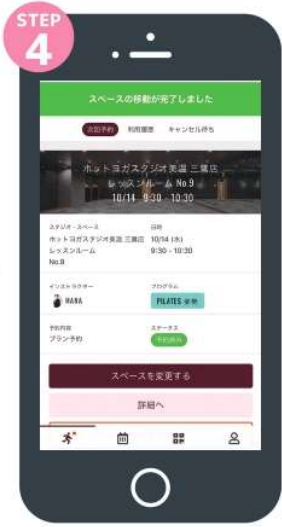 STEP
4
スペースの移動が完了しました
次回予約 利用履歴 キャンセル待ち
ホットヨガスタジオ美温 三鷹店
レッスンルーム No.9
10/14 9:30 - 10:30
スタジオ・スペース 日時
ホットヨガスタジオ美温 三鷹店 10/14 (水)
レッスンルーム 9:30 - 10:30
No.9
インストラクター プログラム
HANA PILATES 姿勢
予約内容 ステータス
プラン予約 予約済み
スペースを変更する
詳細へ